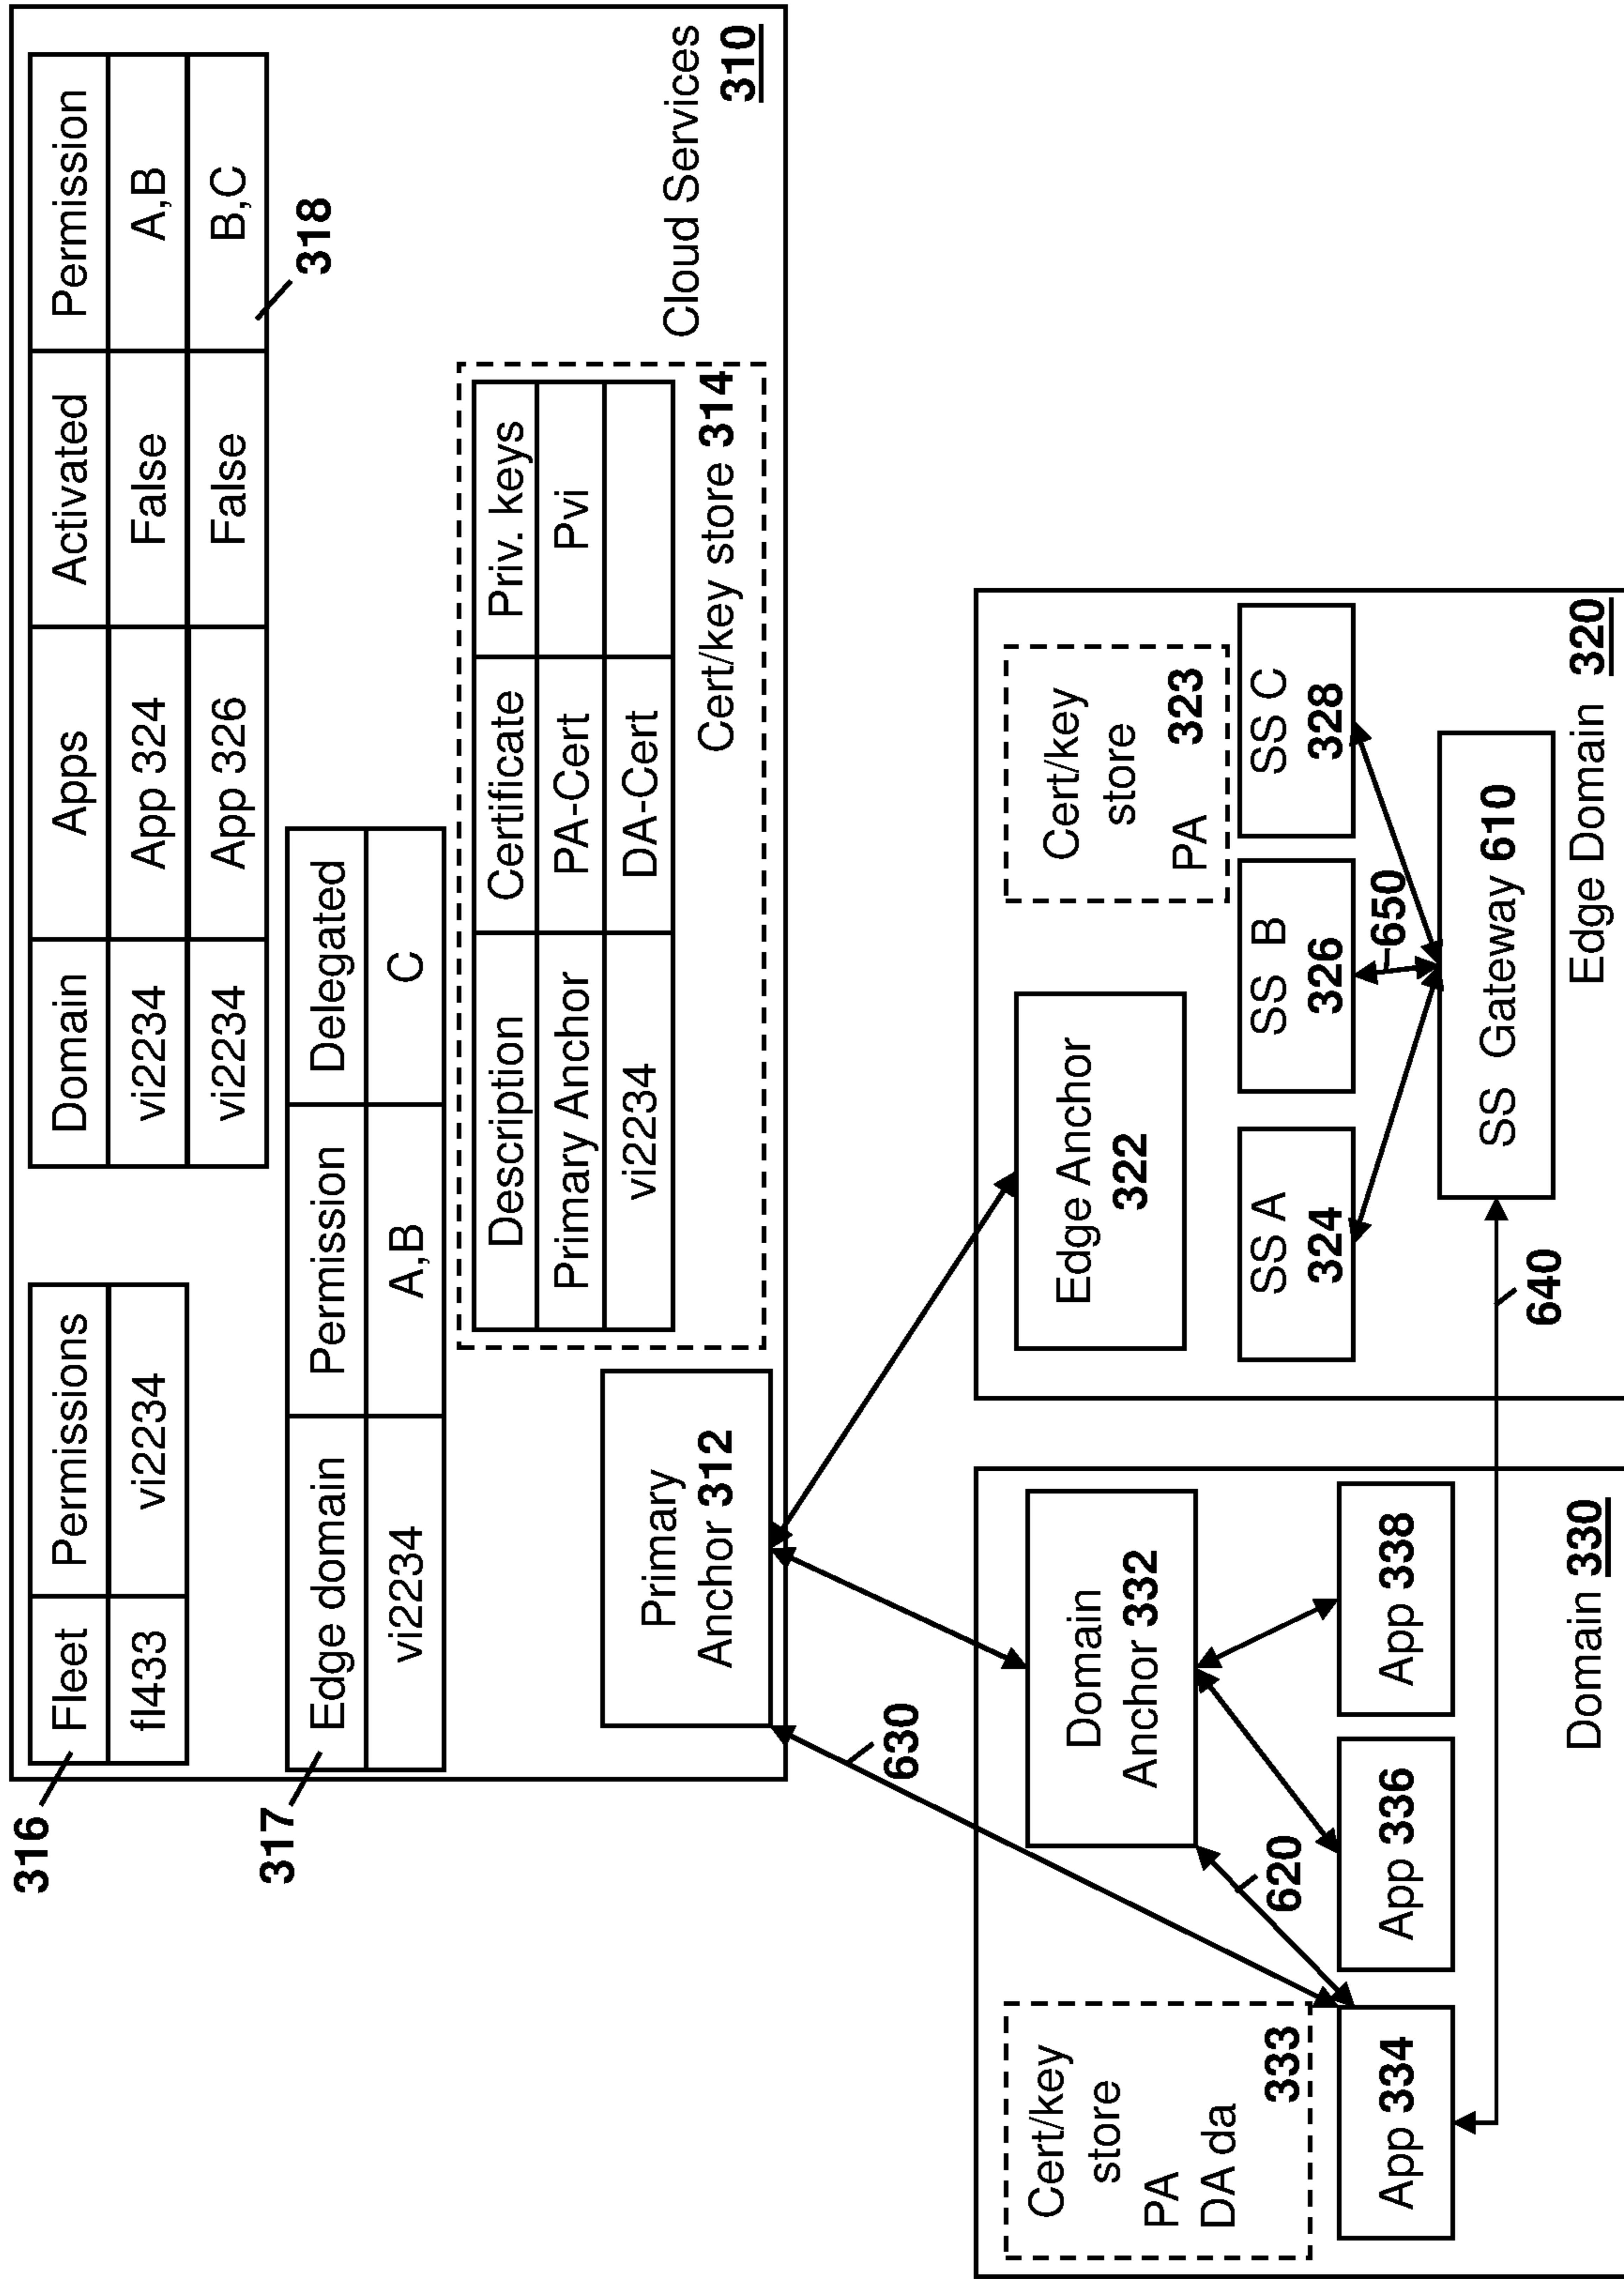 316
Fleet Permissions
fl433 vi2234
Domain Apps Activated Permission
vi2234 App 324 False A,B
vi2234 App 326 False B,C
318
317
Edge domain Permission Delegated
vi2234 A,B C
Description Certificate Priv. keys
Primary Anchor PA-Cert Pvi
vi2234 DA-Cert
Cert/key store 314
Cloud Services
310
Primary
Anchor 312
630
Cert/key
store
PA
DA da
333
Domain
Anchor 332
620
App 334
App 336
App 338
Domain 330
640
Edge Anchor
322
Cert/key
store
PA 323
SS A
324
SS B
326
SS C
328
650
SS Gateway 610
Edge Domain 320